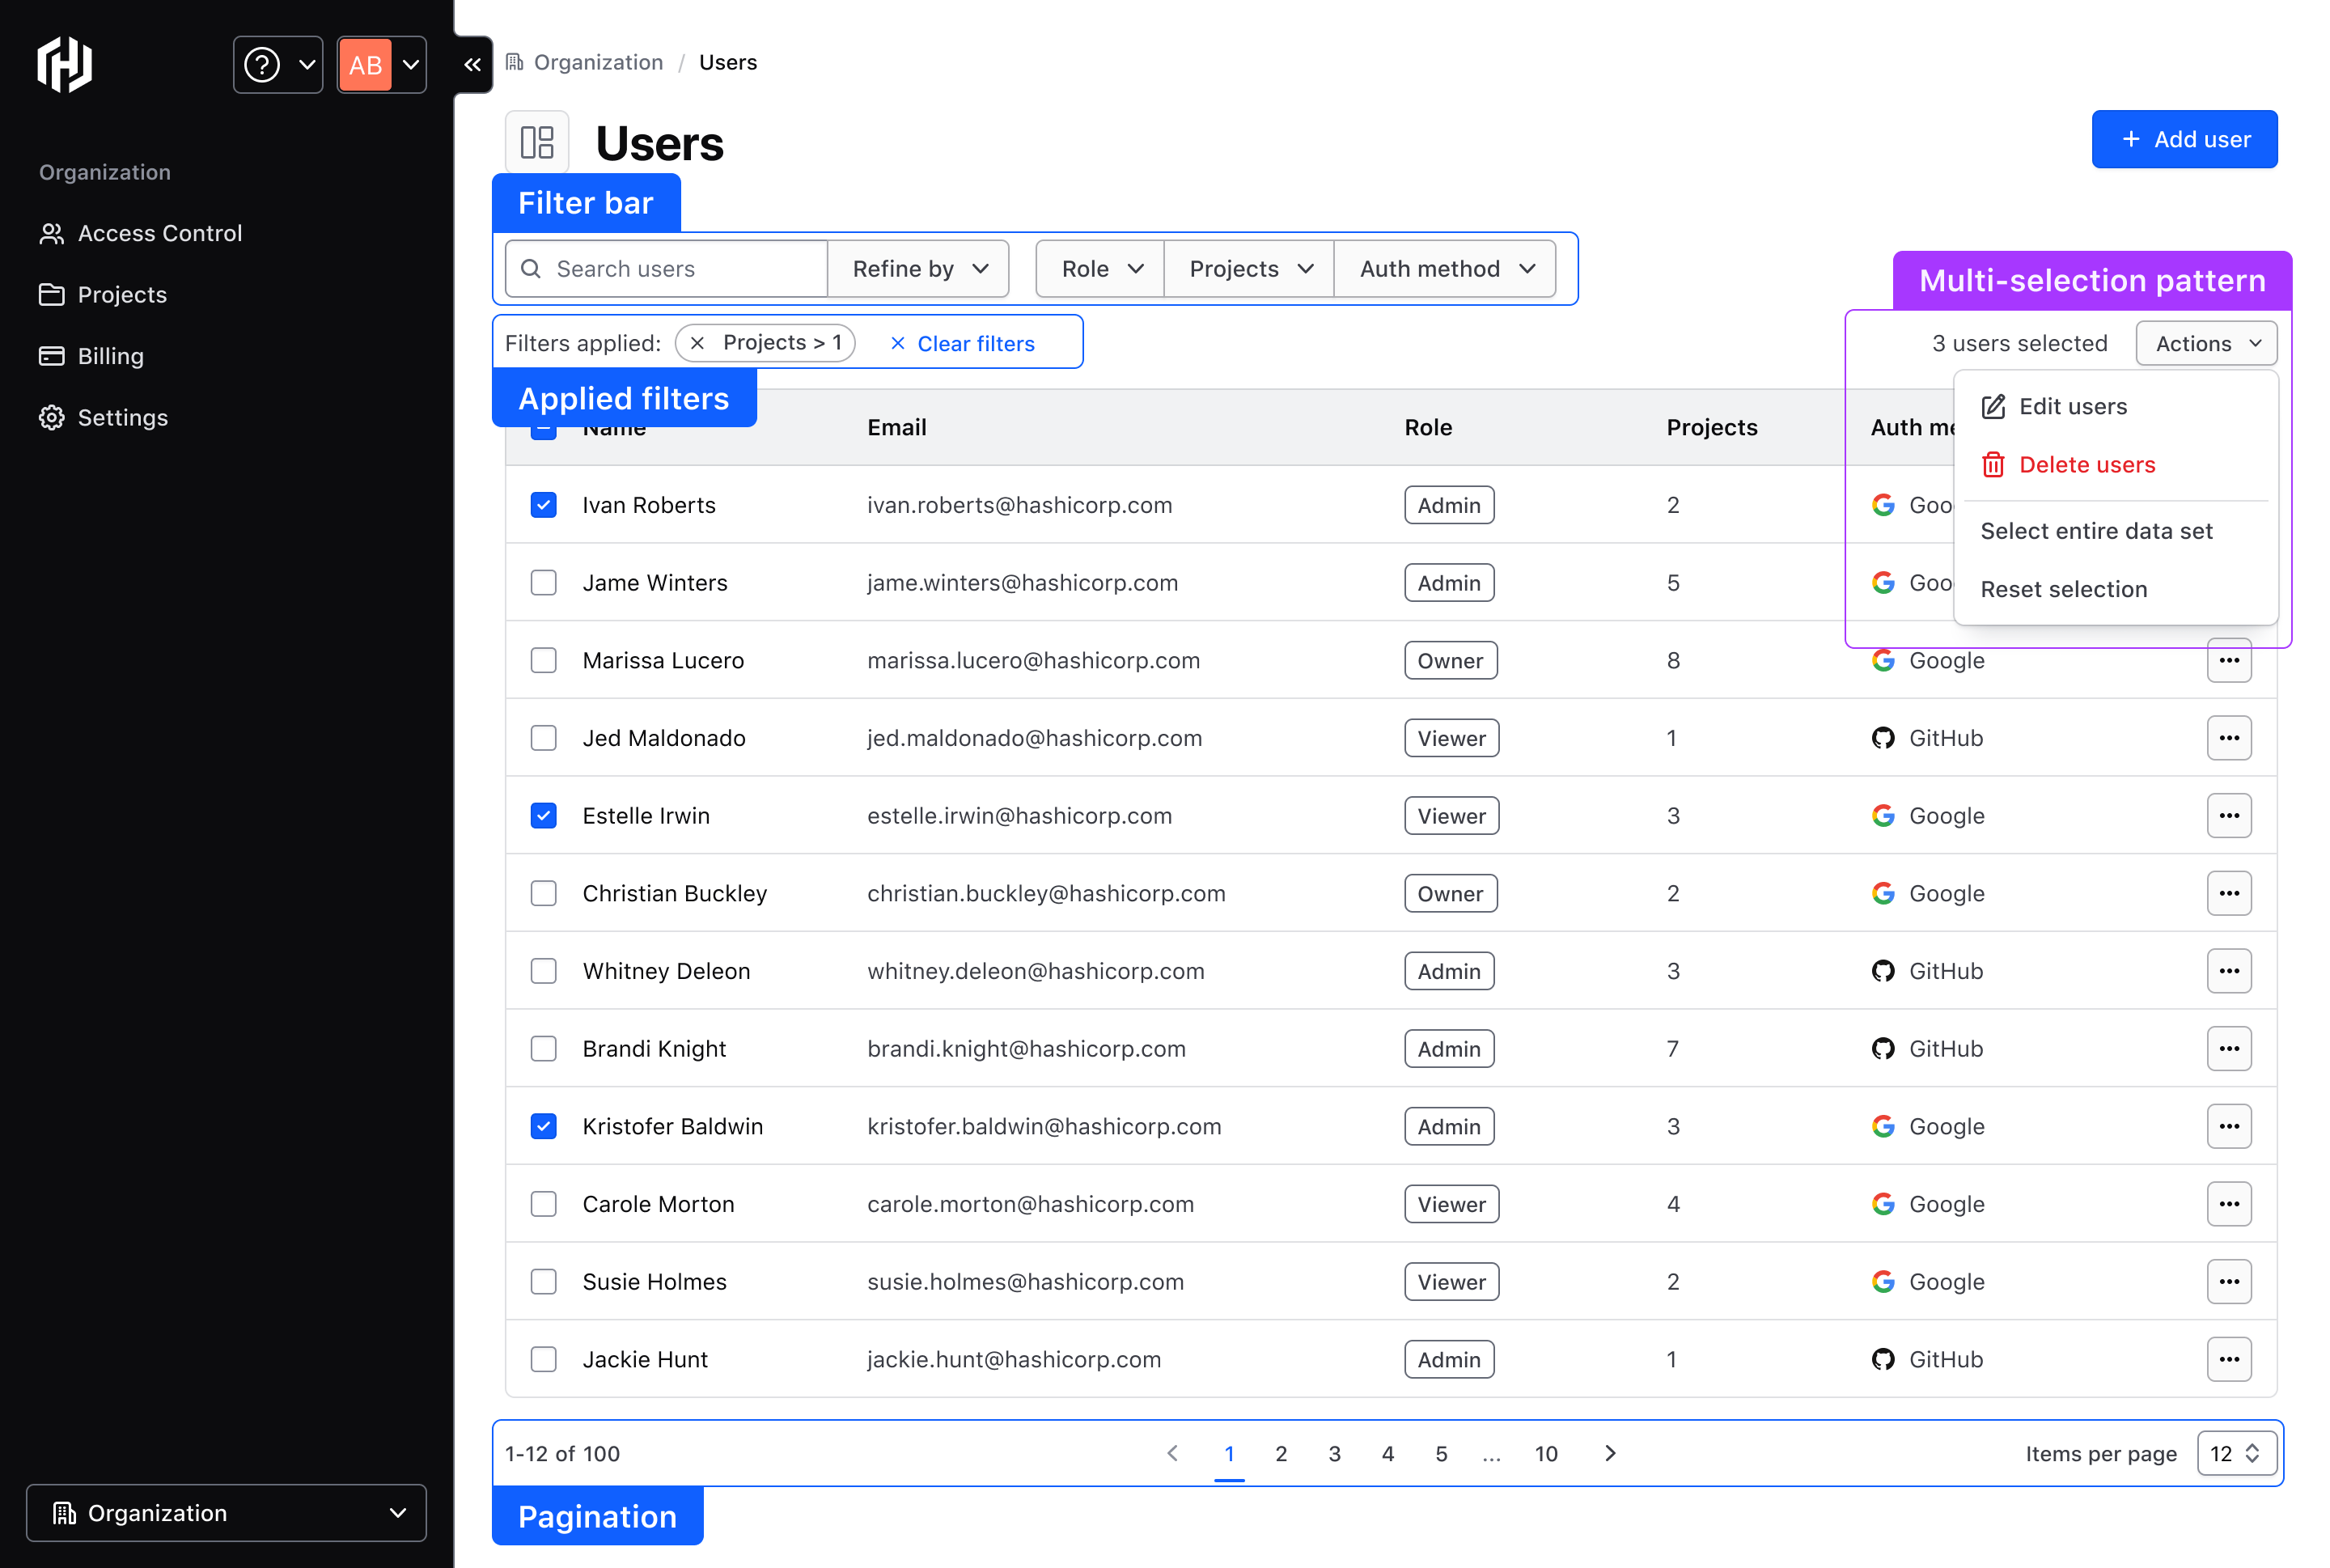 AB
Organization
Access Control
Projects
Billing
Settings
Organization
Organization / Users
Users
+ Add user
Filter bar
Search users Refine by Role Projects Auth method
Multi-selection pattern
Filters applied: Projects > 1 Clear filters
3 users selected Actions
Edit users
Delete users
Select entire data set
Reset selection
Applied filters
Name Email Role Projects Auth me
Ivan Roberts ivan.roberts@hashicorp.com Admin 2 Goo
Jame Winters jame.winters@hashicorp.com Admin 5 Goo
Marissa Lucero marissa.lucero@hashicorp.com Owner 8 Google
Jed Maldonado jed.maldonado@hashicorp.com Viewer 1 GitHub
Estelle Irwin estelle.irwin@hashicorp.com Viewer 3 Google
Christian Buckley christian.buckley@hashicorp.com Owner 2 Google
Whitney Deleon whitney.deleon@hashicorp.com Admin 3 GitHub
Brandi Knight brandi.knight@hashicorp.com Admin 7 GitHub
Kristofer Baldwin kristofer.baldwin@hashicorp.com Admin 3 Google
Carole Morton carole.morton@hashicorp.com Viewer 4 Google
Susie Holmes susie.holmes@hashicorp.com Viewer 2 Google
Jackie Hunt jackie.hunt@hashicorp.com Admin 1 GitHub
1-12 of 100 1 2 3 4 5 ... 10 Items per page 12
Pagination